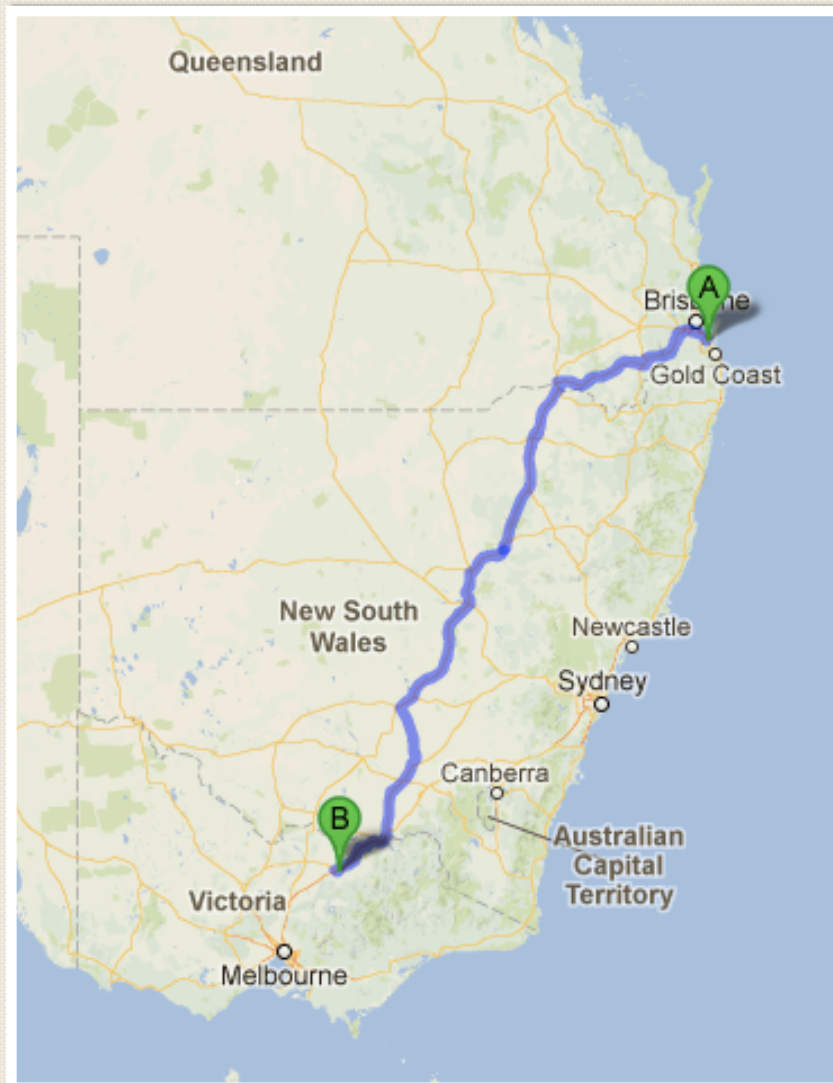 Queensland
A
Brisbane
Gold Coast
New South
Wales
Newcastle
Sydney
Canberra
B
Australian
Capital
Territory
Victoria
Melbourne